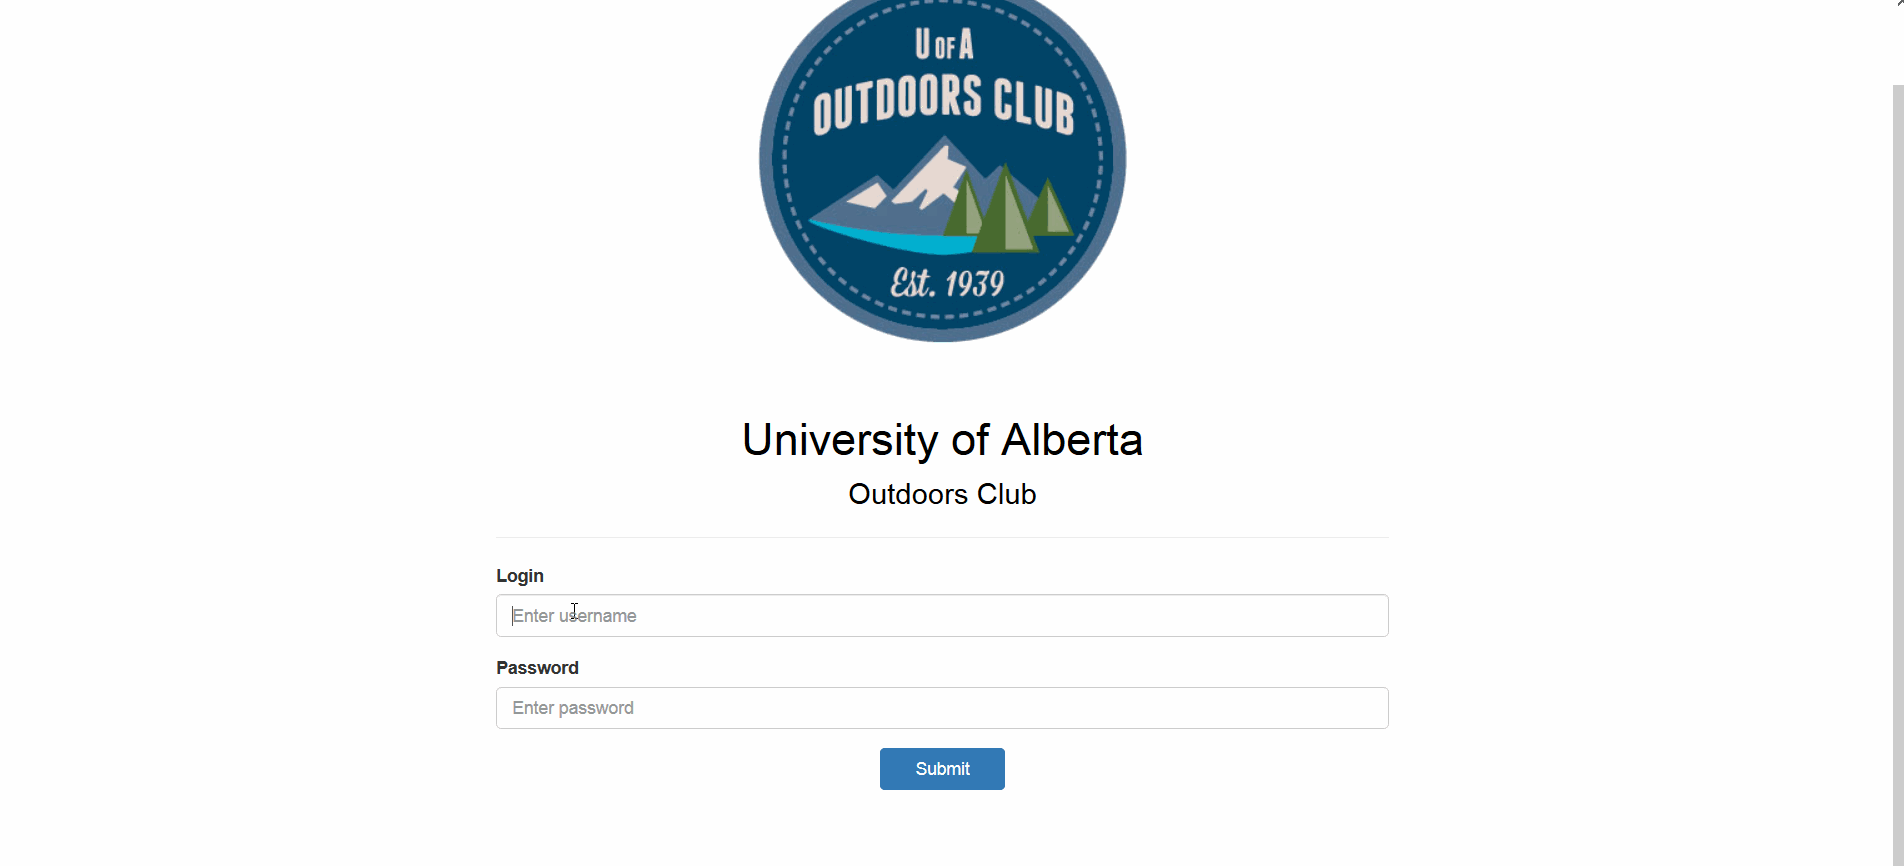 U OF A
OUTDOORS CLUB
Est. 1939
University of Alberta
Outdoors Club
Login
Enter username
Password
Enter password
Submit